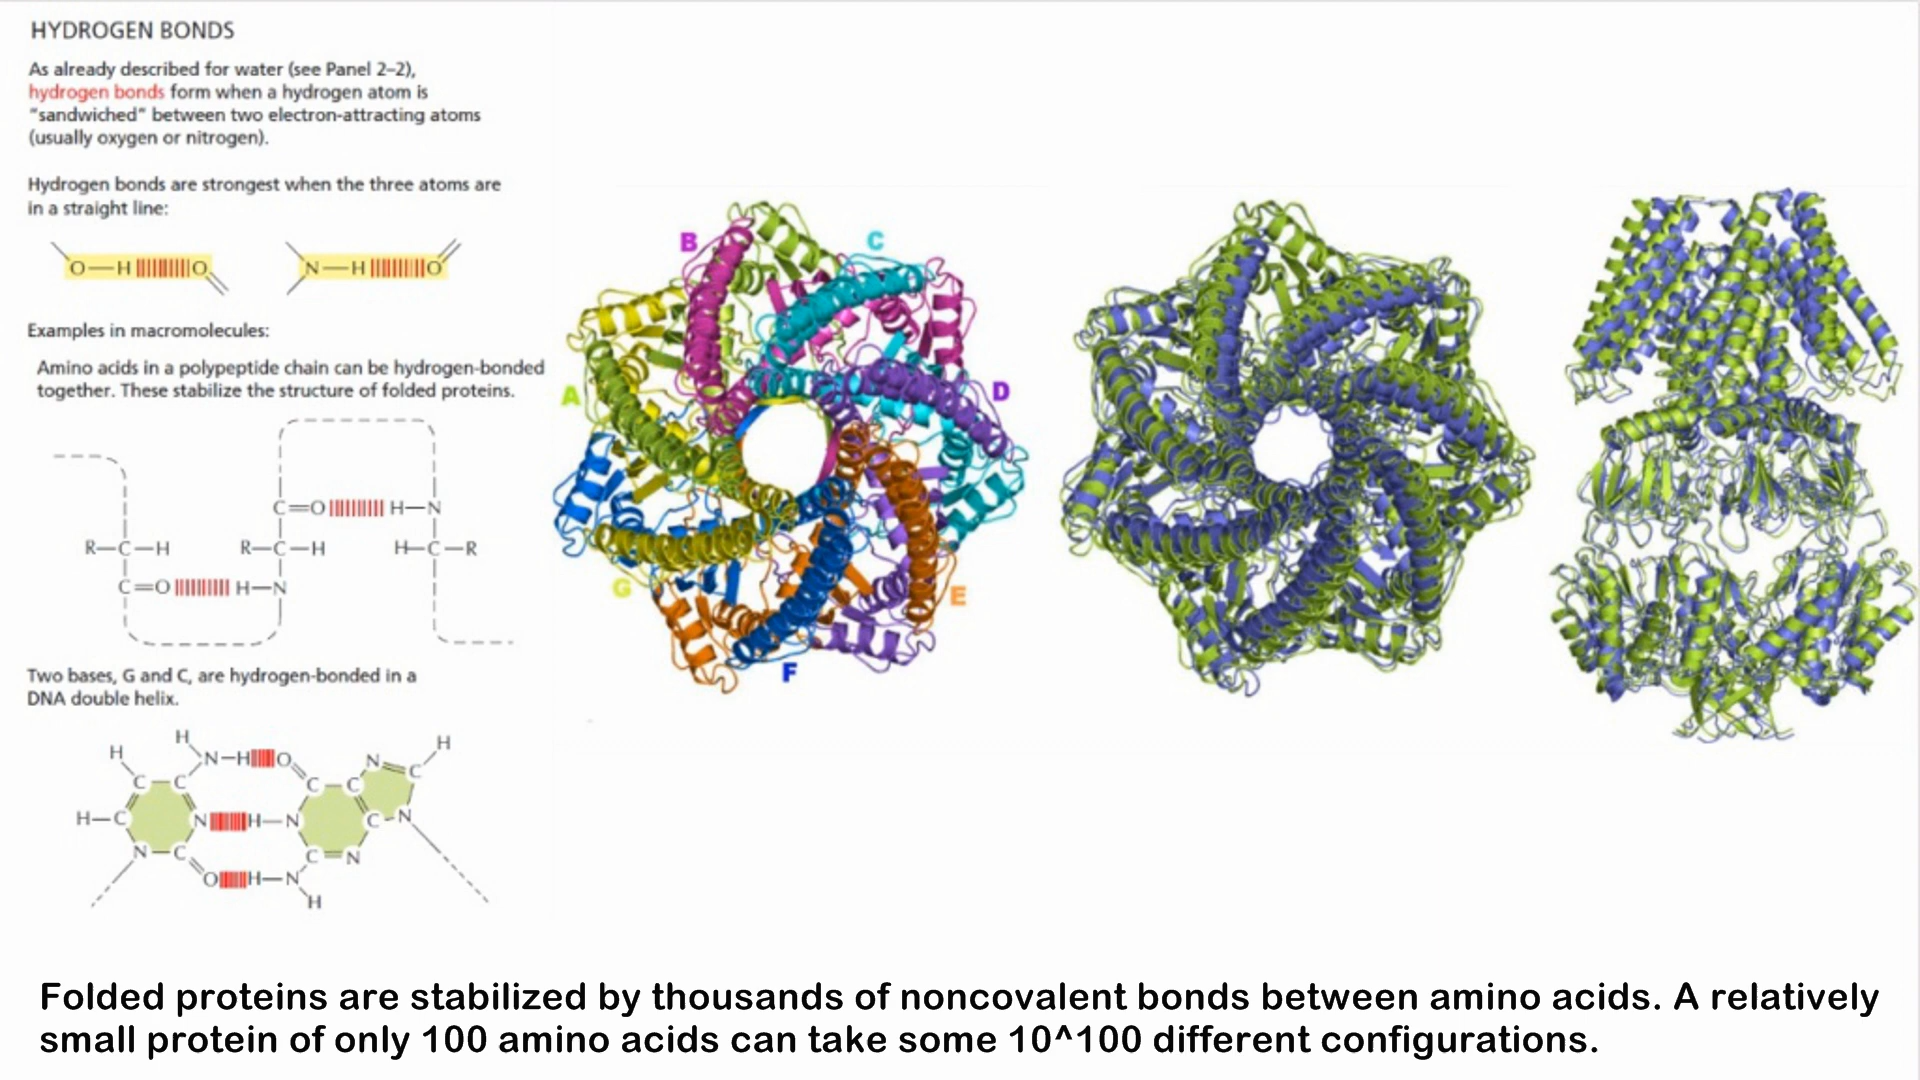 HYDROGEN BONDS
As already described for water (see Panel 2–2),
hydrogen bonds form when a hydrogen atom is
"sandwiched" between two electron-attracting atoms
(usually oxygen or nitrogen).
Hydrogen bonds are strongest when the three atoms are
in a straight line:
O—H O N—H O
Examples in macromolecules:
Amino acids in a polypeptide chain can be hydrogen-bonded
together. These stabilize the structure of folded proteins.
C=O H—N
R—C—H R—C—H H—C—R
C=O H—N
Two bases, G and C, are hydrogen-bonded in a
DNA double helix.
H H N—H O N C H
C C C C
H—C N H—N C N
N C C N
O H—N
H
B C
A D
G E
F
Folded proteins are stabilized by thousands of noncovalent bonds between amino acids. A relatively
small protein of only 100 amino acids can take some 10^100 different configurations.